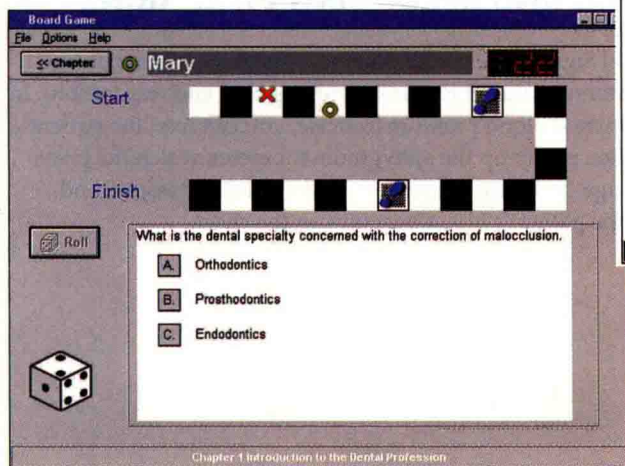 Board Game
File Options Help
<< Chapter
Mary
Start
Finish
Roll
What is the dental specialty concerned with the correction of malocclusion.
A. Orthodontics
B. Prosthodontics
C. Endodontics
Chapter 1 Introduction to the Dental Profession